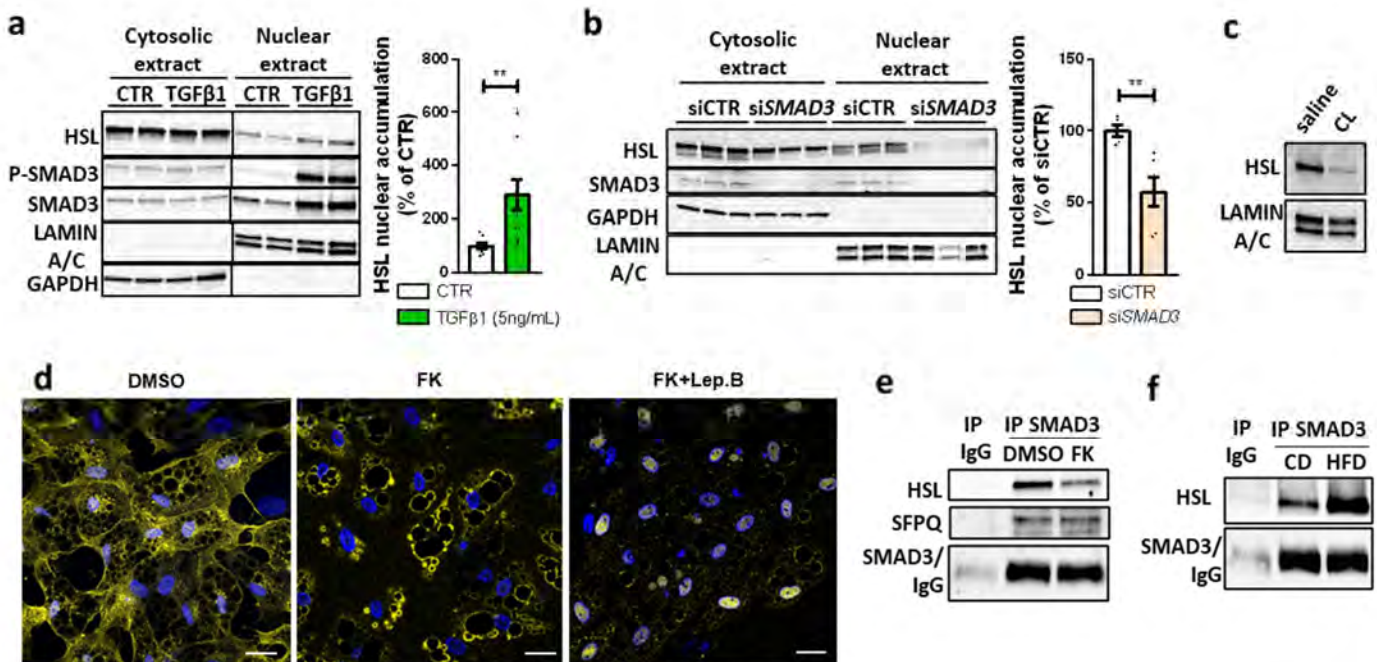 a
Cytosolic extract
Nuclear extract
CTR TGFβ1 CTR TGFβ1
HSL
P-SMAD3
SMAD3
LAMIN A/C
GAPDH
HSL nuclear accumulation
(% of CTR)
800
600
400
200
0
**
CTR
TGFβ1 (5ng/mL)
b
Cytosolic extract
Nuclear extract
siCTR siSMAD3 siCTR siSMAD3
HSL
SMAD3
GAPDH
LAMIN A/C
HSL nuclear accumulation
(% of siCTR)
150
100
50
0
**
siCTR
siSMAD3
c
saline CL
HSL
LAMIN A/C
d
DMSO
FK
FK+Lep.B
e
IP IgG
IP SMAD3
DMSO FK
HSL
SFPQ
SMAD3/
IgG
f
IP IgG
IP SMAD3
CD HFD
HSL
SMAD3/
IgG